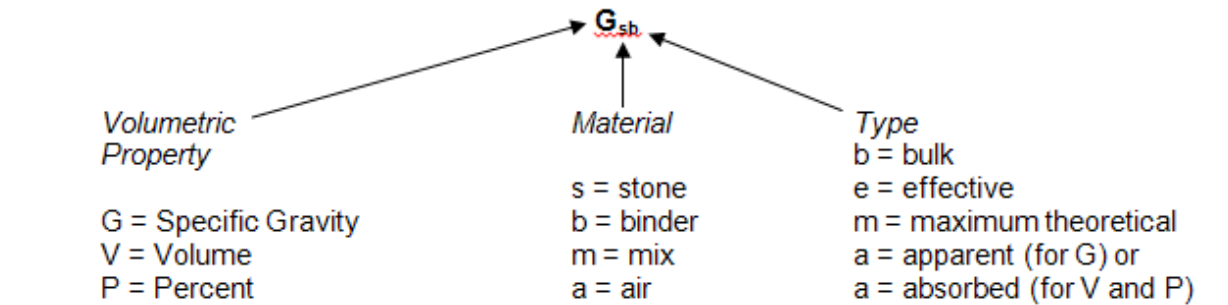 Gsb
Volumetric Property
G = Specific Gravity
V = Volume
P = Percent
Material
s = stone
b = binder
m = mix
a = air
Type
b = bulk
e = effective
m = maximum theoretical
a = apparent (for G) or
a = absorbed (for V and P)